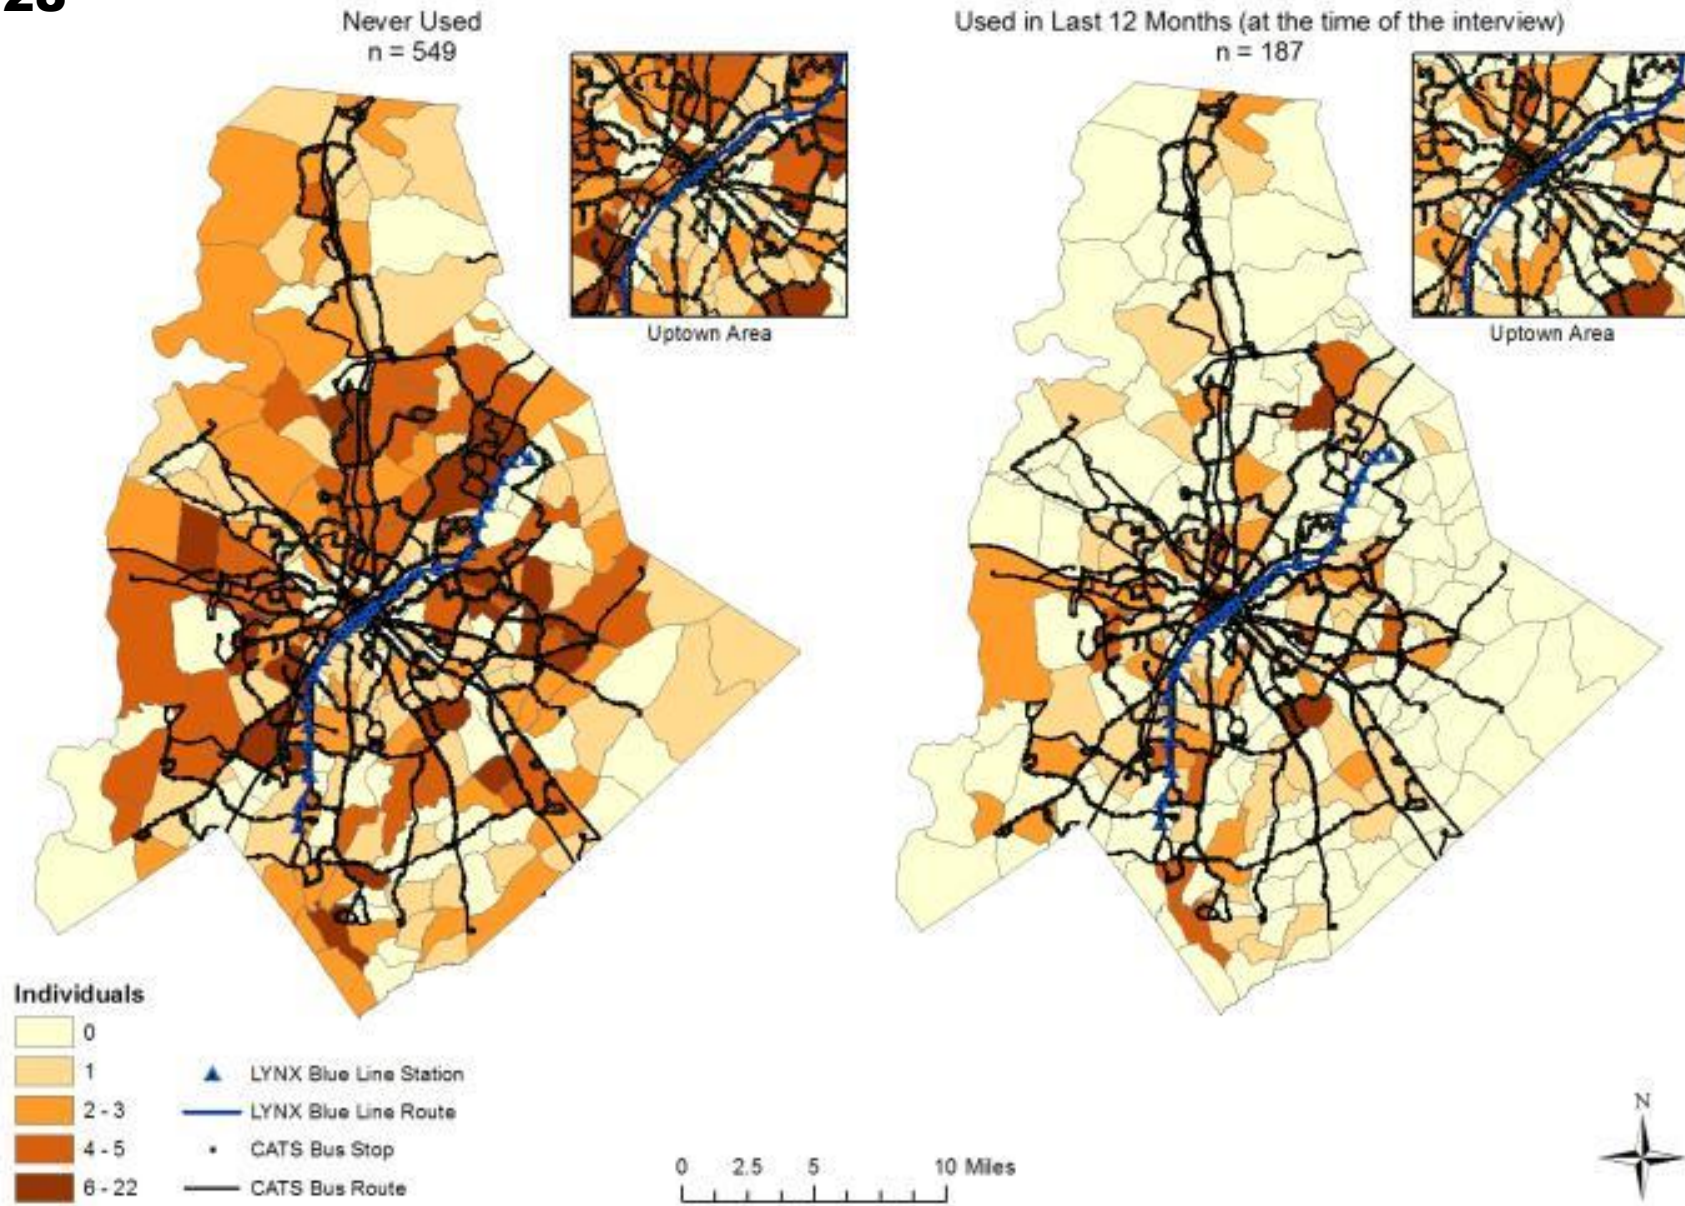 Never Used
n = 549
Used in Last 12 Months (at the time of the interview)
n = 187
Uptown Area
Uptown Area
Individuals
0
1
2 - 3
4 - 5
6 - 22
LYNX Blue Line Station
LYNX Blue Line Route
CATS Bus Stop
CATS Bus Route
0 2.5 5 10 Miles
N